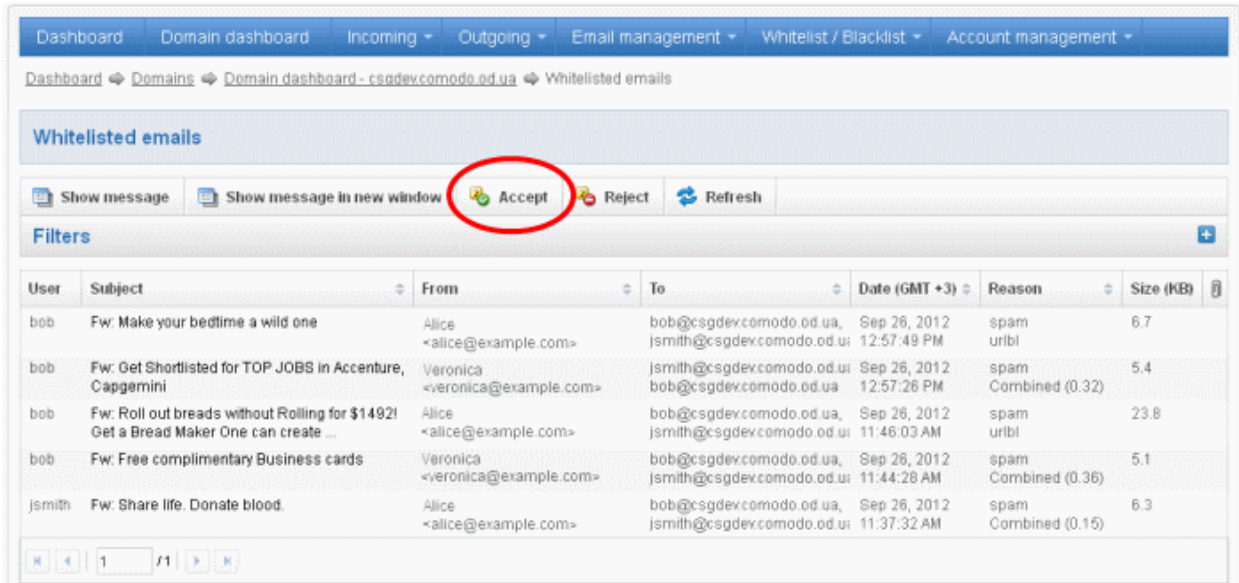 Dashboard Domain dashboard Incoming Outgoing Email management Whitelist / Blacklist Account management
Dashboard Domains Domain dashboard - csgdev.comodo.od.ua Whitelisted emails
Whitelisted emails
Show message Show message in new window Accept Reject Refresh
Filters
User Subject From To Date (GMT +3) Reason Size (KB)
bob Fw: Make your bedtime a wild one Alice bob@csgdev.comodo.od.ua, Sep 26, 2012 spam 6.7
<alice@example.com> jsmith@csgdev.comodo.od.ua 12:57:49 PM urlbl
bob Fw: Get Shortlisted for TOP JOBS in Accenture, Veronica jsmith@csgdev.comodo.od.ua Sep 26, 2012 spam 5.4
Capgemini <veronica@example.com> bob@csgdev.comodo.od.ua 12:57:26 PM Combined (0.32)
bob Fw: Roll out breads without Rolling for $1492! Alice bob@csgdev.comodo.od.ua, Sep 26, 2012 spam 23.8
Get a Bread Maker One can create ... <alice@example.com> jsmith@csgdev.comodo.od.ua 11:46:03 AM urlbl
bob Fw: Free complimentary Business cards Veronica bob@csgdev.comodo.od.ua, Sep 26, 2012 spam 5.1
<veronica@example.com> jsmith@csgdev.comodo.od.ua 11:44:28 AM Combined (0.36)
jsmith Fw: Share life. Donate blood. Alice bob@csgdev.comodo.od.ua, Sep 26, 2012 spam 6.3
<alice@example.com> jsmith@csgdev.comodo.od.ua 11:37:32 AM Combined (0.15)
1 /1